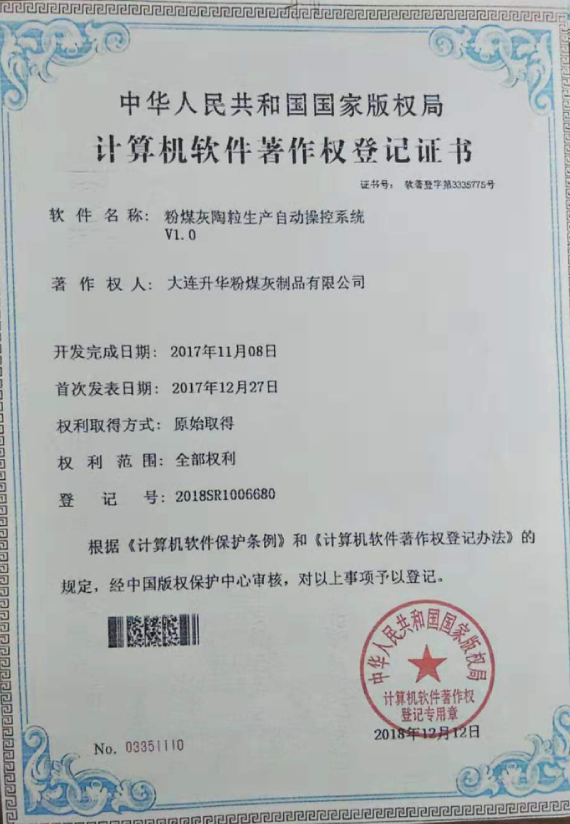 中华人民共和国国家版权局
计算机软件著作权登记证书
证书号： 软著登字第3335775号
软件名称： 粉煤灰陶粒生产自动操控系统
V1.0
著作权人： 大连升华粉煤灰制品有限公司
开发完成日期： 2017年11月08日
首次发表日期： 2017年12月27日
权利取得方式： 原始取得
权利范围： 全部权利
登记号： 2018SR1006680
根据《计算机软件保护条例》和《计算机软件著作权登记办法》的
规定，经中国版权保护中心审核，对以上事项予以登记。
中华人民共和国国家版权局
计算机软件著作权
登记专用章
2018年12月12日
No. 03351110